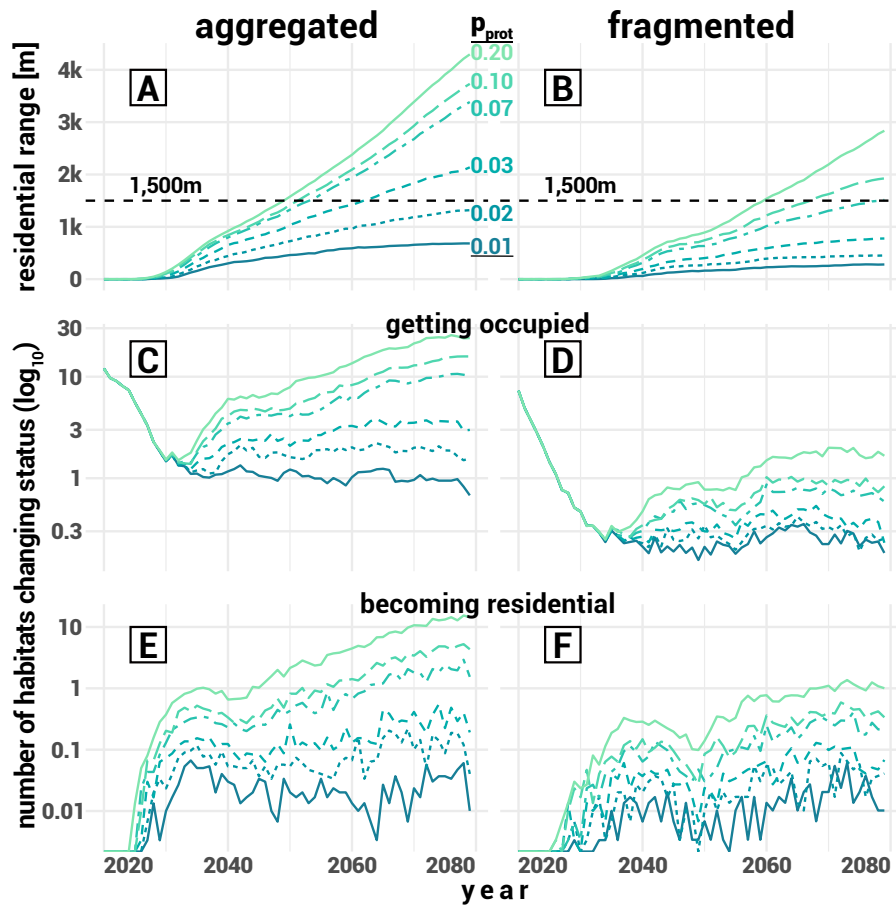 aggregated
p_prot
fragmented
residential range [m]
4k
3k
2k
1k
0
A
1,500m
0.20
0.10
0.07
0.03
0.02
0.01
B
1,500m
getting occupied
number of habitats changing status (log₁₀)
30
10
3
1
0.3
C
D
becoming residential
10
1
0.1
0.01
E
F
2020 2040 2060 2080
2020 2040 2060 2080
year